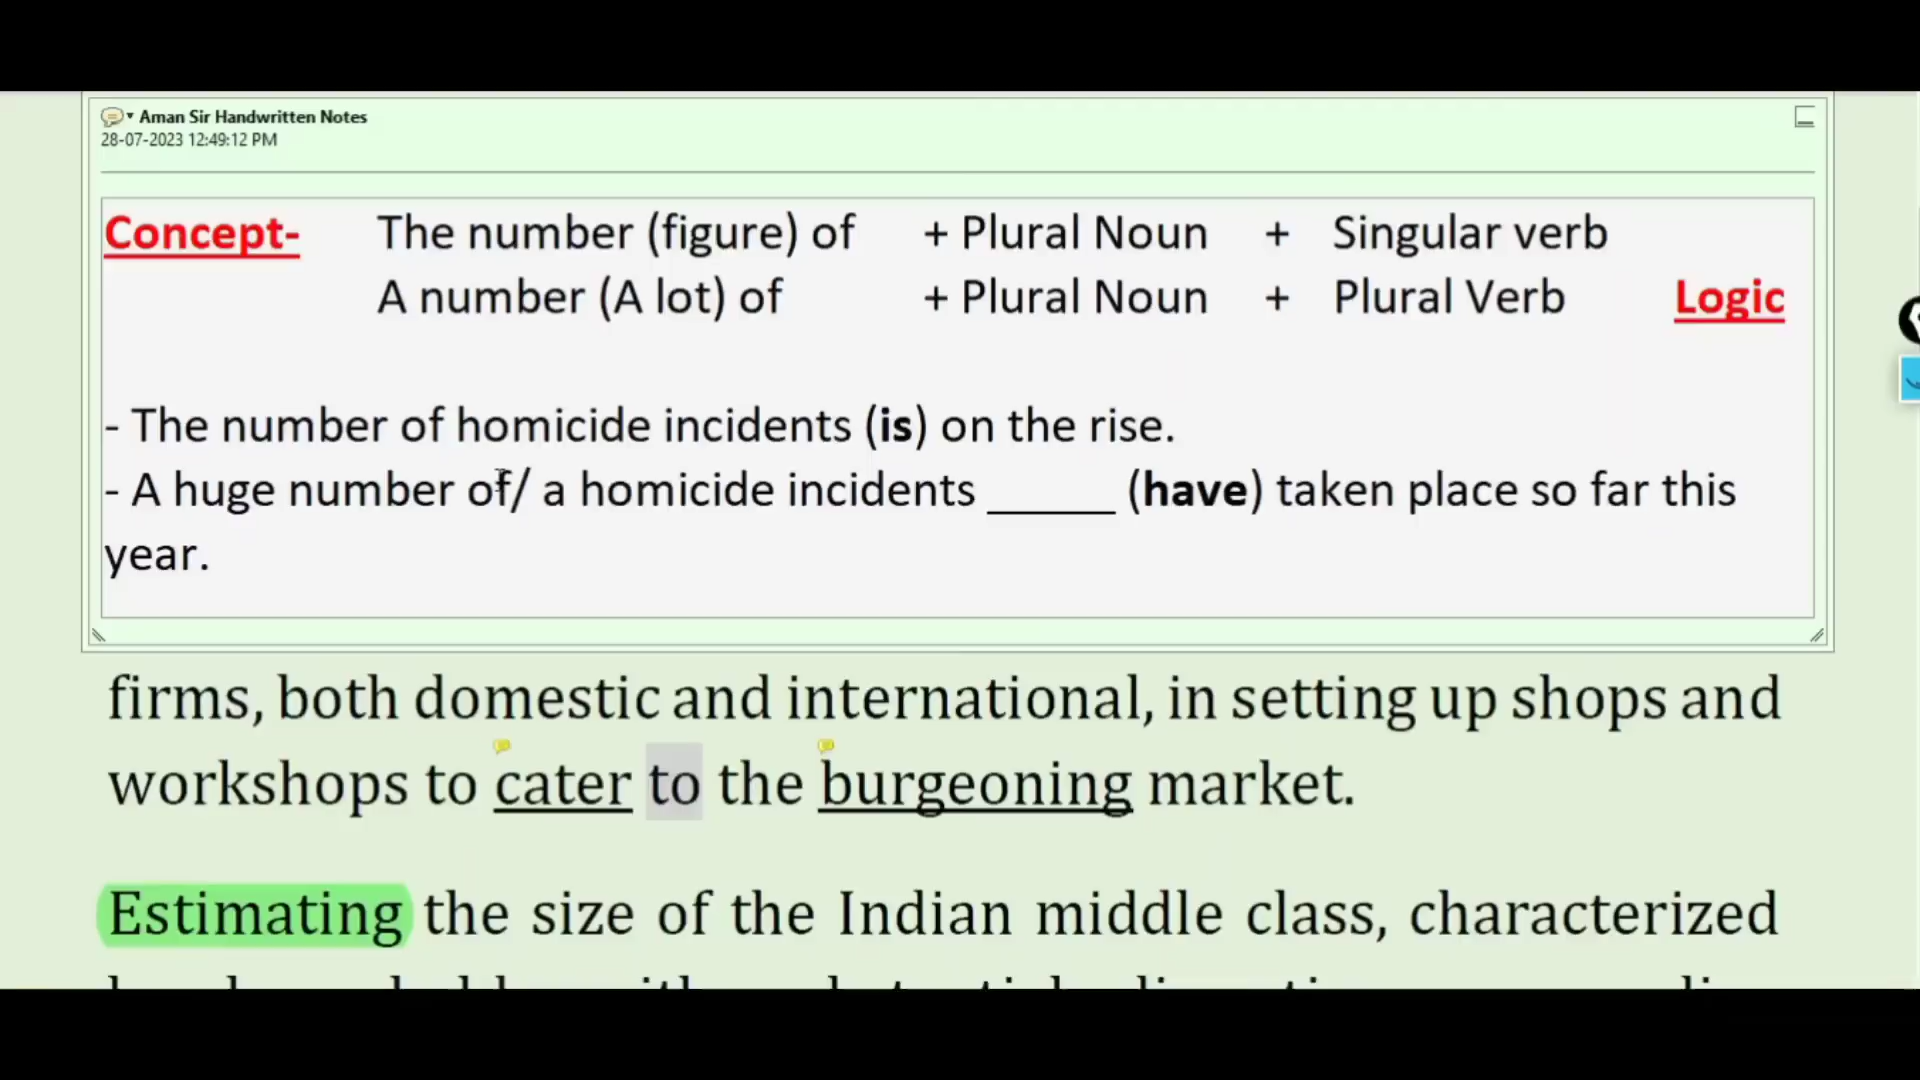 Aman Sir Handwritten Notes
28-07-2023 12:49:12 PM
Concept- The number (figure) of + Plural Noun + Singular verb
A number (A lot) of + Plural Noun + Plural Verb Logic
- The number of homicide incidents (is) on the rise.
- A huge number of/ a homicide incidents _____ (have) taken place so far this
year.
firms, both domestic and international, in setting up shops and
workshops to cater to the burgeoning market.
Estimating the size of the Indian middle class, characterized